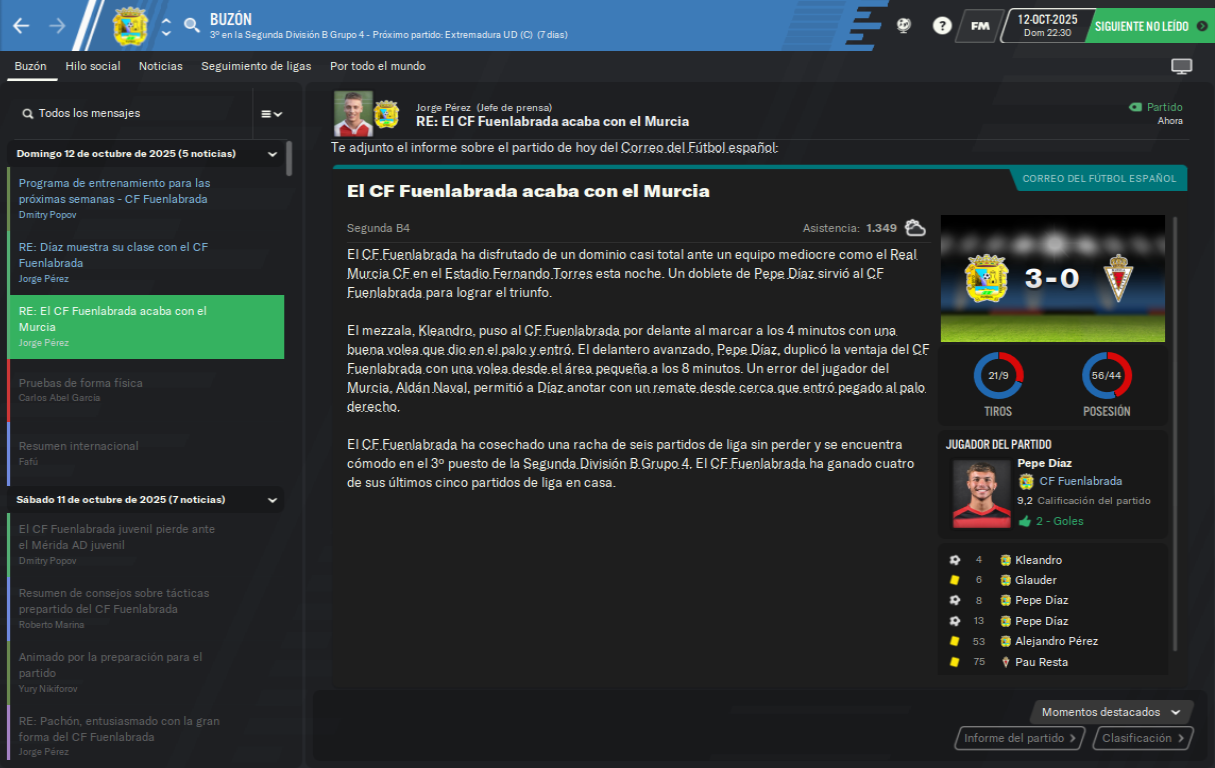 BUZÓN
3º en la Segunda División B Grupo 4 - Próximo partido: Extremadura UD (C) (7 días)
?
FM
12-OCT-2025
Dom 22:30
SIGUIENTE NO LEÍDO
Buzón
Hilo social
Noticias
Seguimiento de ligas
Por todo el mundo
Todos los mensajes
Domingo 12 de octubre de 2025 (5 noticias)
Programa de entrenamiento para las
próximas semanas - CF Fuenlabrada
Dmitry Popov
RE: Díaz muestra su clase con el CF
Fuenlabrada
Jorge Pérez
RE: El CF Fuenlabrada acaba con el
Murcia
Jorge Pérez
Pruebas de forma física
Carlos Abel García
Resumen internacional
Fafú
Sábado 11 de octubre de 2025 (7 noticias)
El CF Fuenlabrada juvenil pierde ante
el Mérida AD juvenil
Dmitry Popov
Resumen de consejos sobre tácticas
prepartido del CF Fuenlabrada
Roberto Marina
Animado por la preparación para el
partido
Yury Nikiforov
RE: Pachón, entusiasmado con la gran
forma del CF Fuenlabrada
Jorge Pérez
Jorge Pérez (Jefe de prensa)
RE: El CF Fuenlabrada acaba con el Murcia
Partido
Ahora
Te adjunto el informe sobre el partido de hoy del Correo del Fútbol español:
CORREO DEL FÚTBOL ESPAÑOL
El CF Fuenlabrada acaba con el Murcia
Segunda B4
Asistencia: 1.349
El CF Fuenlabrada ha disfrutado de un dominio casi total ante un equipo mediocre como el Real
Murcia CF en el Estadio Fernando Torres esta noche. Un doblete de Pepe Díaz sirvió al CF
Fuenlabrada para lograr el triunfo.
El mezzala, Kleandro, puso al CF Fuenlabrada por delante al marcar a los 4 minutos con una
buena volea que dio en el palo y entró. El delantero avanzado, Pepe Díaz, duplicó la ventaja del CF
Fuenlabrada con una volea desde el área pequeña a los 8 minutos. Un error del jugador del
Murcia, Aldán Naval, permitió a Díaz anotar con un remate desde cerca que entró pegado al palo
derecho.
El CF Fuenlabrada ha cosechado una racha de seis partidos de liga sin perder y se encuentra
cómodo en el 3º puesto de la Segunda División B Grupo 4. El CF Fuenlabrada ha ganado cuatro
de sus últimos cinco partidos de liga en casa.
3-0
21/9
TIROS
56/44
POSESIÓN
JUGADOR DEL PARTIDO
Pepe Díaz
CF Fuenlabrada
9,2 Calificación del partido
2 - Goles
4 Kleandro
6 Glauder
8 Pepe Díaz
13 Pepe Díaz
53 Alejandro Pérez
75 Pau Resta
Momentos destacados
Informe del partido
Clasificación